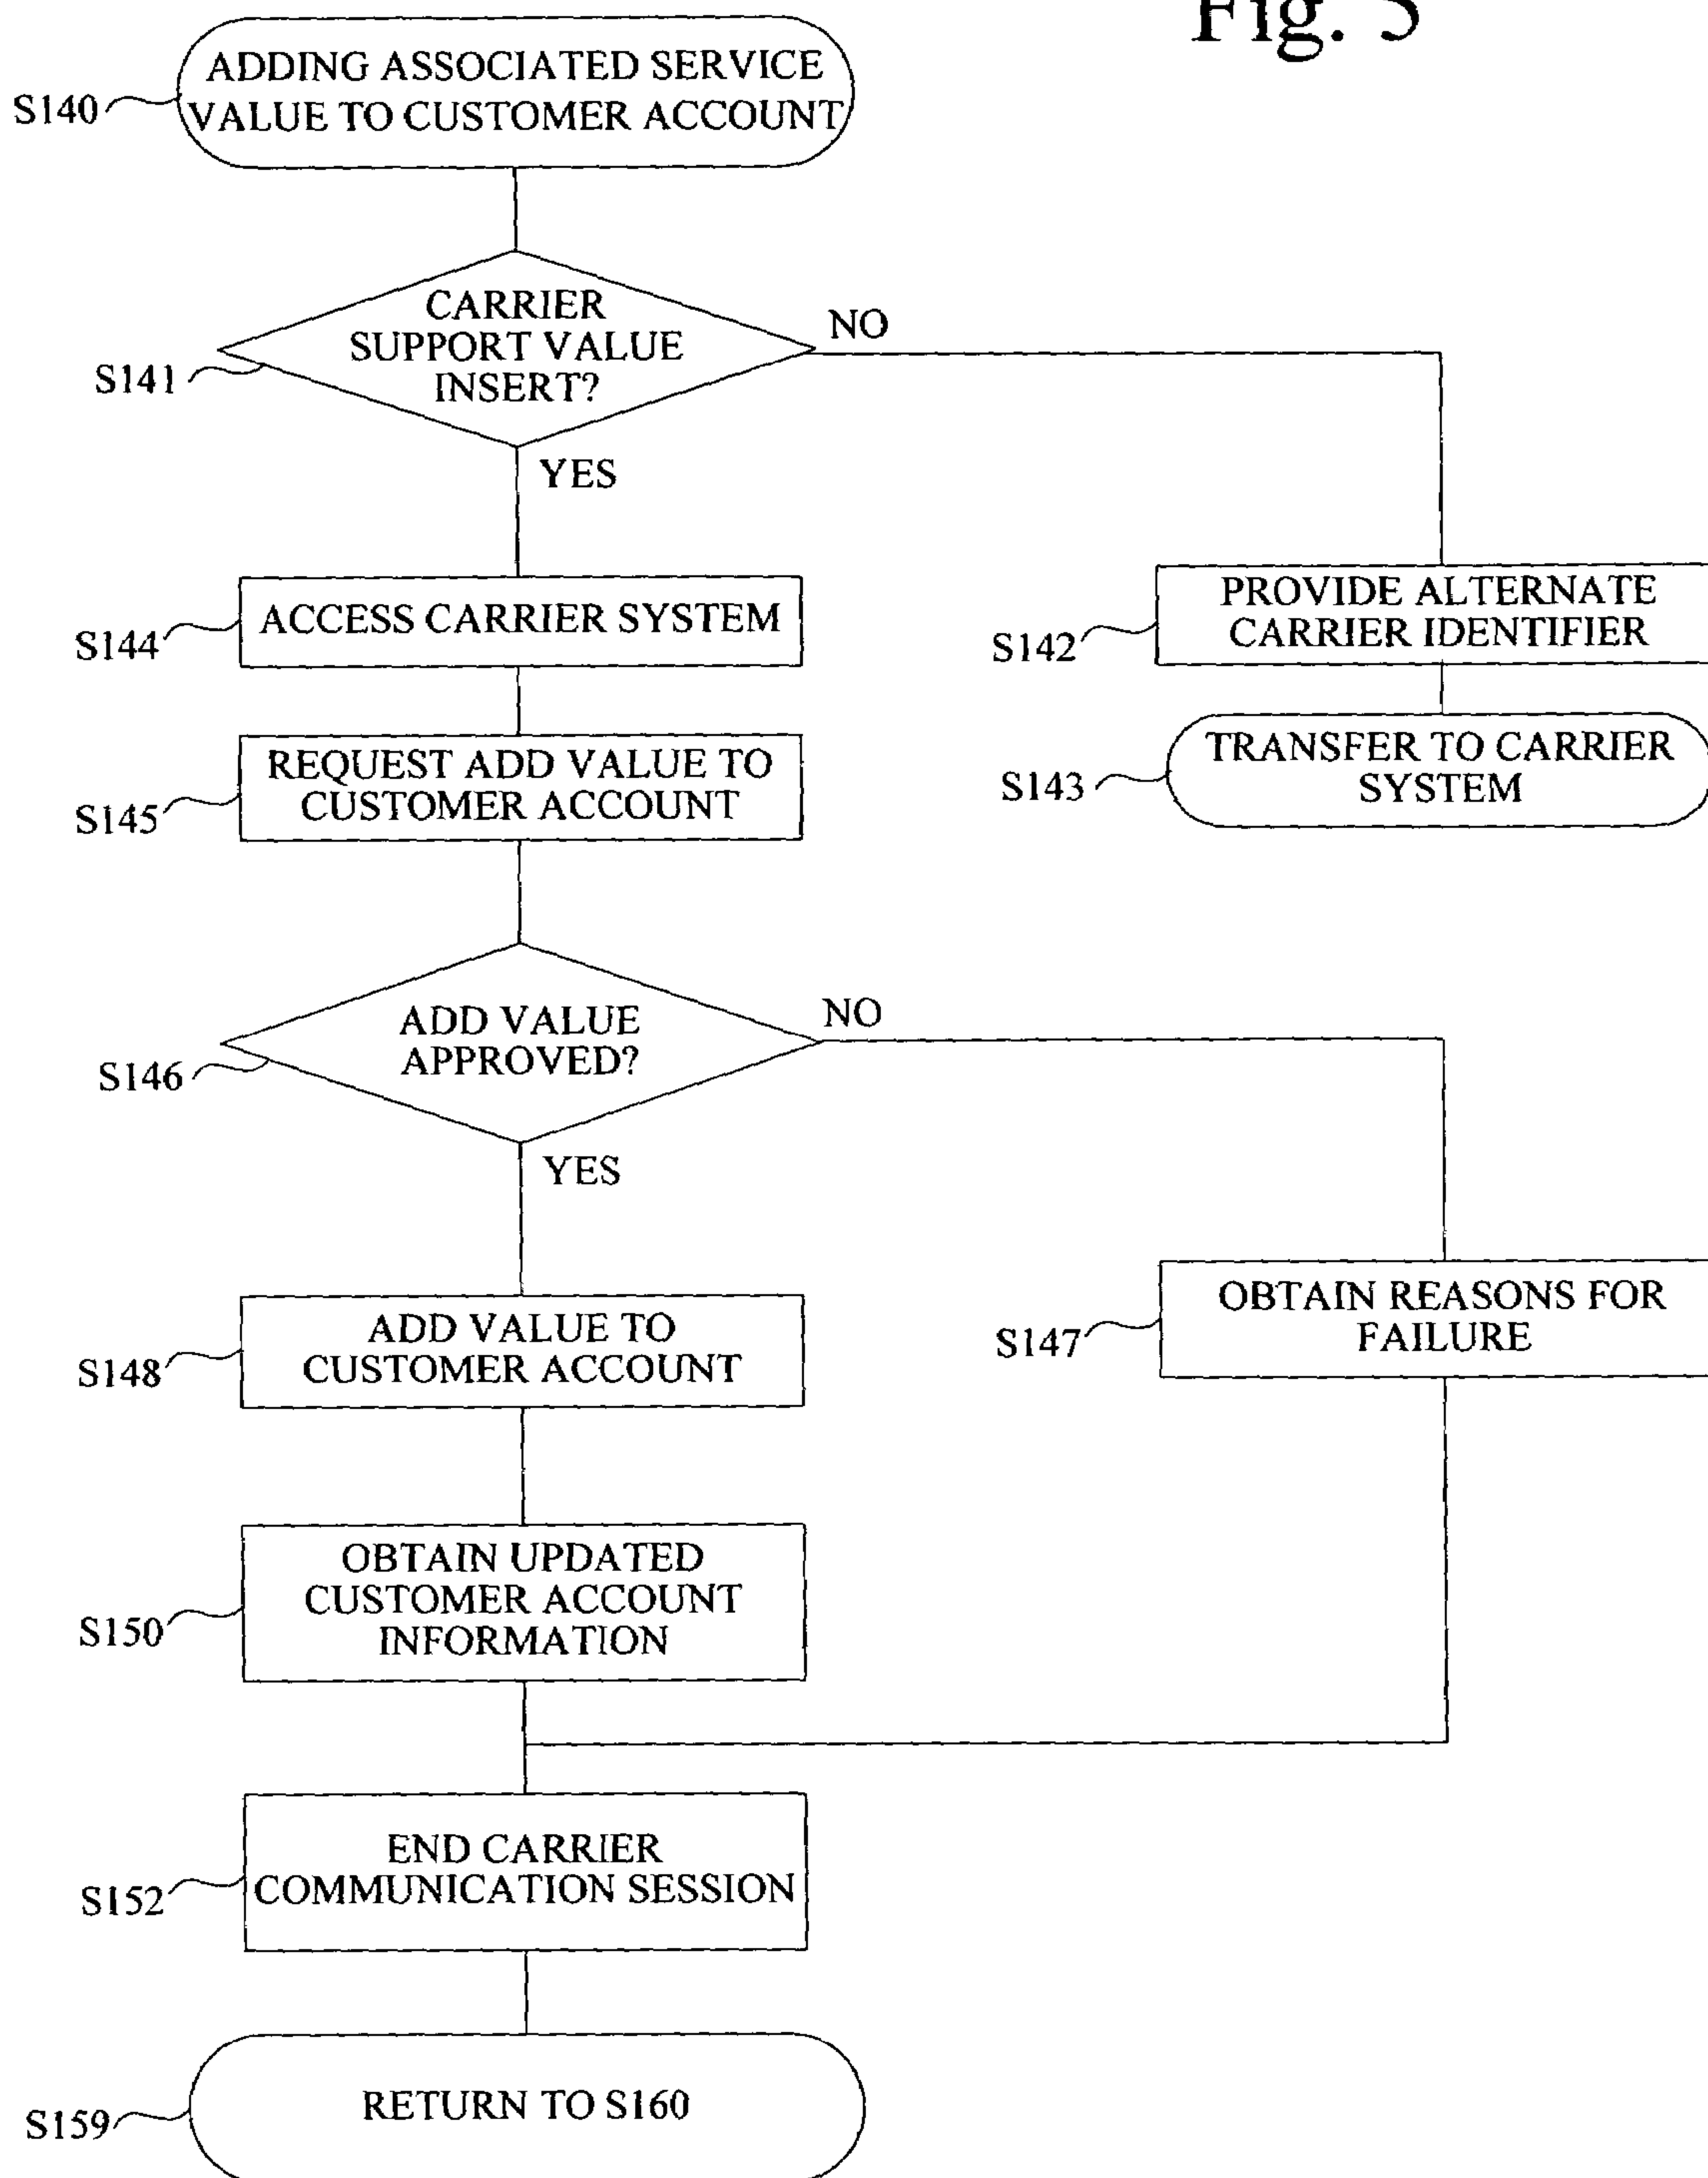 Fig. 5
ADDING ASSOCIATED SERVICE
VALUE TO CUSTOMER ACCOUNT
S140
CARRIER
SUPPORT VALUE
INSERT?
S141
NO
YES
ACCESS CARRIER SYSTEM
S144
PROVIDE ALTERNATE
CARRIER IDENTIFIER
S142
REQUEST ADD VALUE TO
CUSTOMER ACCOUNT
S145
TRANSFER TO CARRIER
SYSTEM
S143
ADD VALUE
APPROVED?
S146
NO
YES
ADD VALUE TO
CUSTOMER ACCOUNT
S148
OBTAIN REASONS FOR
FAILURE
S147
OBTAIN UPDATED
CUSTOMER ACCOUNT
INFORMATION
S150
END CARRIER
COMMUNICATION SESSION
S152
RETURN TO S160
S159